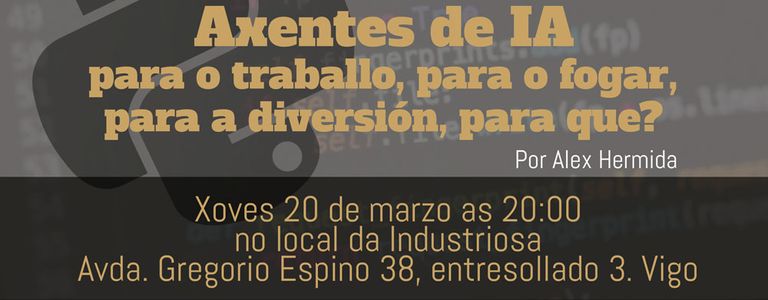 Axentes de IA
para o traballo, para o fogar,
para a diversión, para que?
Por Alex Hermida
Xoves 20 de marzo as 20:00
no local da Industriosa
Avda. Gregorio Espino 38, entresollado 3. Vigo